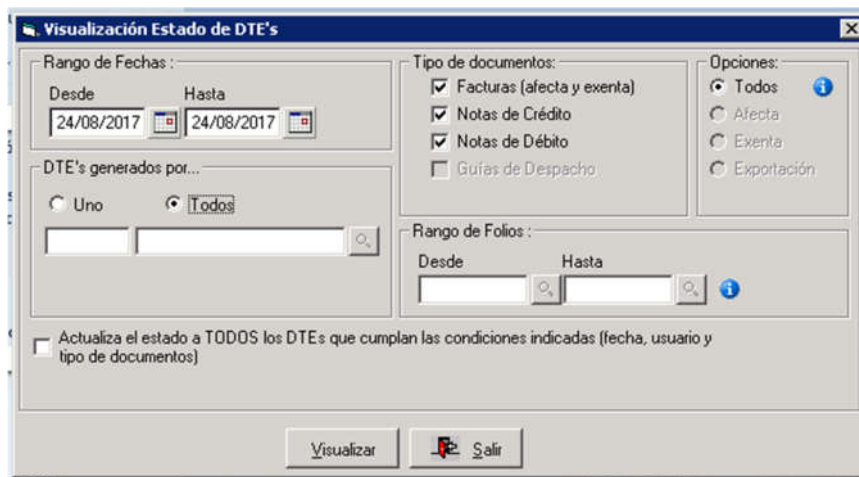 Visualización Estado de DTE's
Rango de Fechas :
Desde Hasta
24/08/2017 24/08/2017
DTE's generados por...
Uno Todos
Tipo de documentos:
Facturas (afecta y exenta)
Notas de Crédito
Notas de Débito
Guías de Despacho
Opciones:
Todos
Afecta
Exenta
Exportación
Rango de Folios :
Desde Hasta
Actualiza el estado a TODOS los DTEs que cumplan las condiciones indicadas (fecha, usuario y
tipo de documentos)
Visualizar Salir